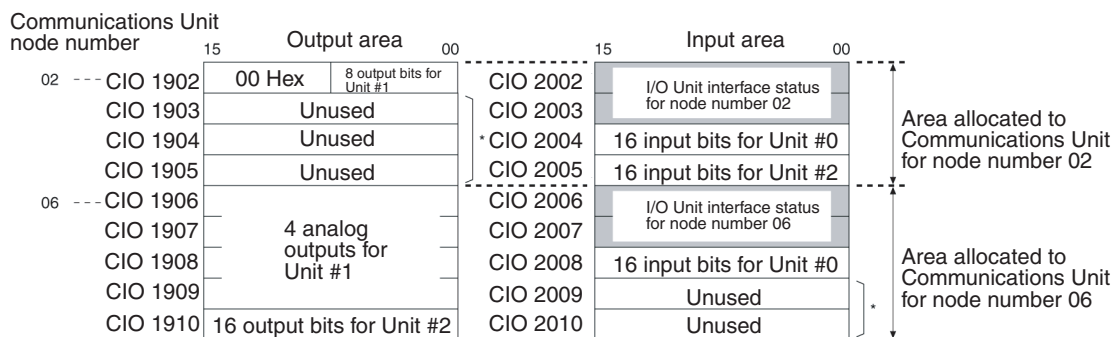 Communications Unit
node number
Output area
Input area
15
00
15
00
02 --- CIO 1902
00 Hex
8 output bits for
Unit #1
CIO 2002
I/O Unit interface status
for node number 02
CIO 1903
Unused
CIO 2003
CIO 1904
Unused
*
CIO 2004
16 input bits for Unit #0
CIO 1905
Unused
CIO 2005
16 input bits for Unit #2
Area allocated to
Communications Unit
for node number 02
06 --- CIO 1906
CIO 2006
I/O Unit interface status
for node number 06
CIO 1907
4 analog
outputs for
Unit #1
CIO 2007
CIO 1908
CIO 2008
16 input bits for Unit #0
CIO 1909
CIO 2009
Unused
*
CIO 1910
16 output bits for Unit #2
CIO 2010
Unused
Area allocated to
Communications Unit
for node number 06